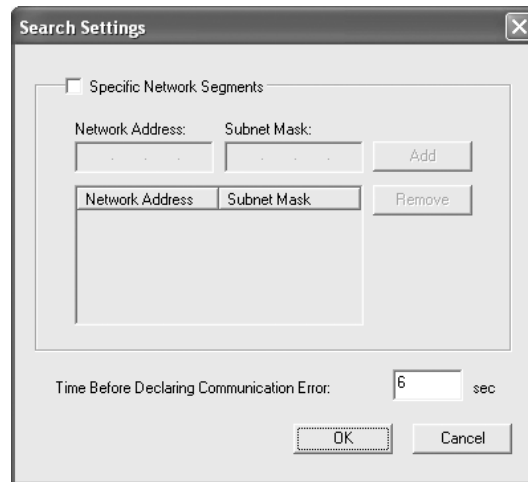 Search Settings
Specific Network Segments
Network Address: Subnet Mask:
. . . . . . Add
Network Address Subnet Mask Remove
Time Before Declaring Communication Error: 6 sec
OK Cancel